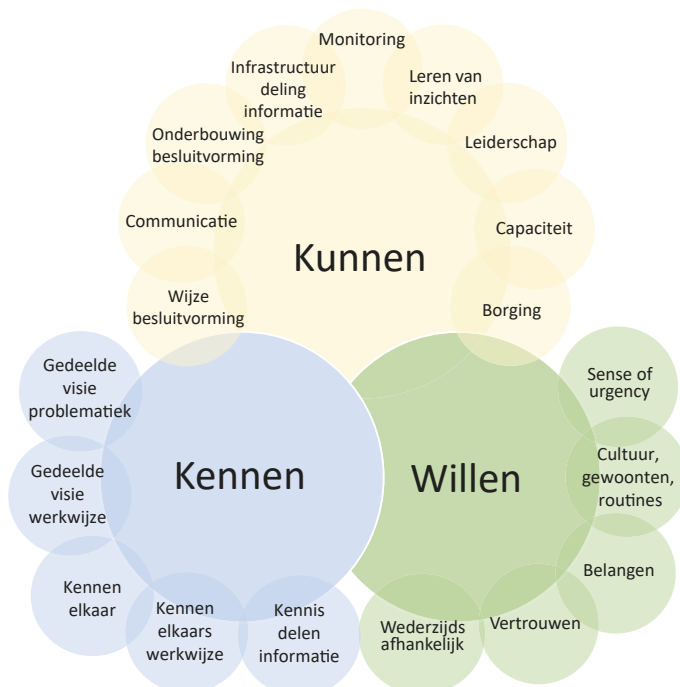 Monitoring
Infrastructuur
deling
informatie
Leren van
inzichten
Onderbouwing
besluitvorming
Leiderschap
Communicatie
Capaciteit
Kunnen
Wijze
besluitvorming
Borging
Gedeelde
visie
problematiek
Sense of
urgency
Gedeelde
visie
werkwijze
Kennen
Willen
Cultuur,
gewoonten,
routines
Kennen
elkaar
Belangen
Kennen
elkaars
werkwijze
Kennis
delen
informatie
Wederzijds
afhankelijk
Vertrouwen